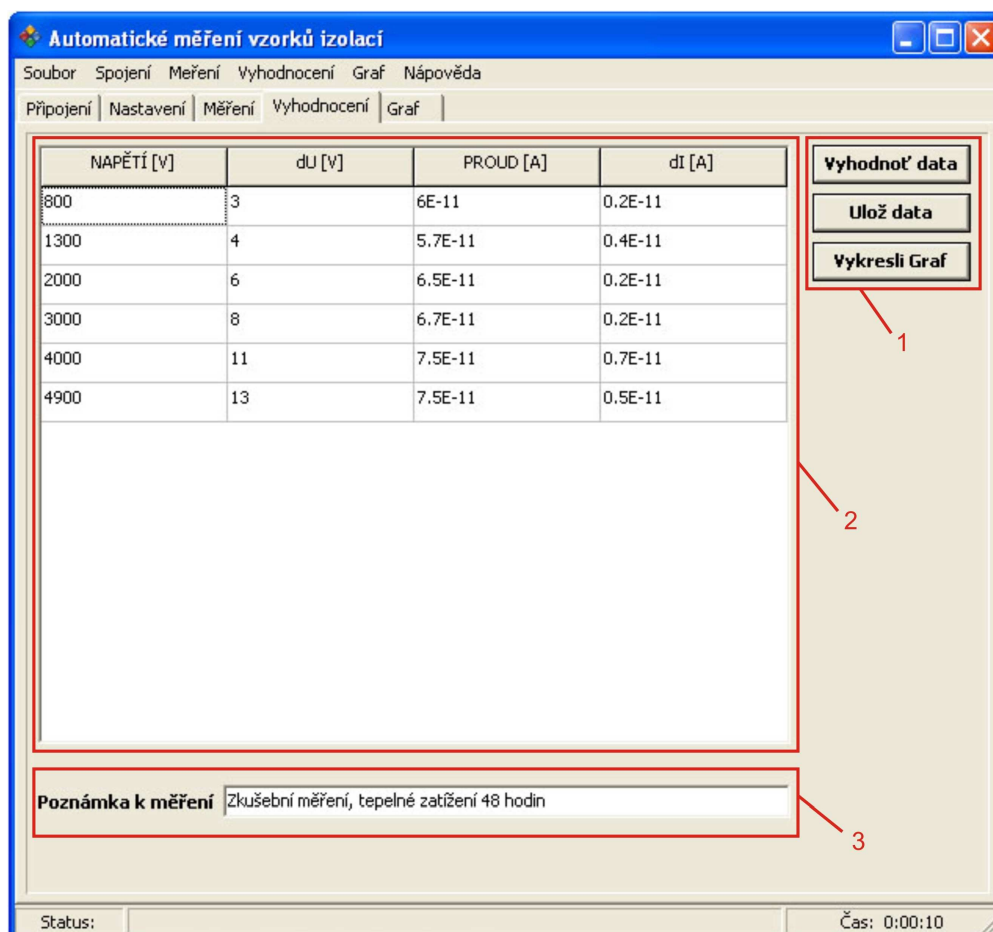 Automatické měření vzorků izolací
Soubor Spojení Meření Vyhodnocení Graf Nápověda
Připojení Nastavení Měření Vyhodnocení Graf
NAPĚTÍ [V] dU [V] PROUD [A] dI [A]
800 3 6E-11 0.2E-11
1300 4 5.7E-11 0.4E-11
2000 6 6.5E-11 0.2E-11
3000 8 6.7E-11 0.2E-11
4000 11 7.5E-11 0.7E-11
4900 13 7.5E-11 0.5E-11
Vyhodnoť data
Ulož data
Vykresli Graf
1
2
Poznámka k měření Zkušební měření, tepelné zatížení 48 hodin
3
Status: Čas: 0:00:10